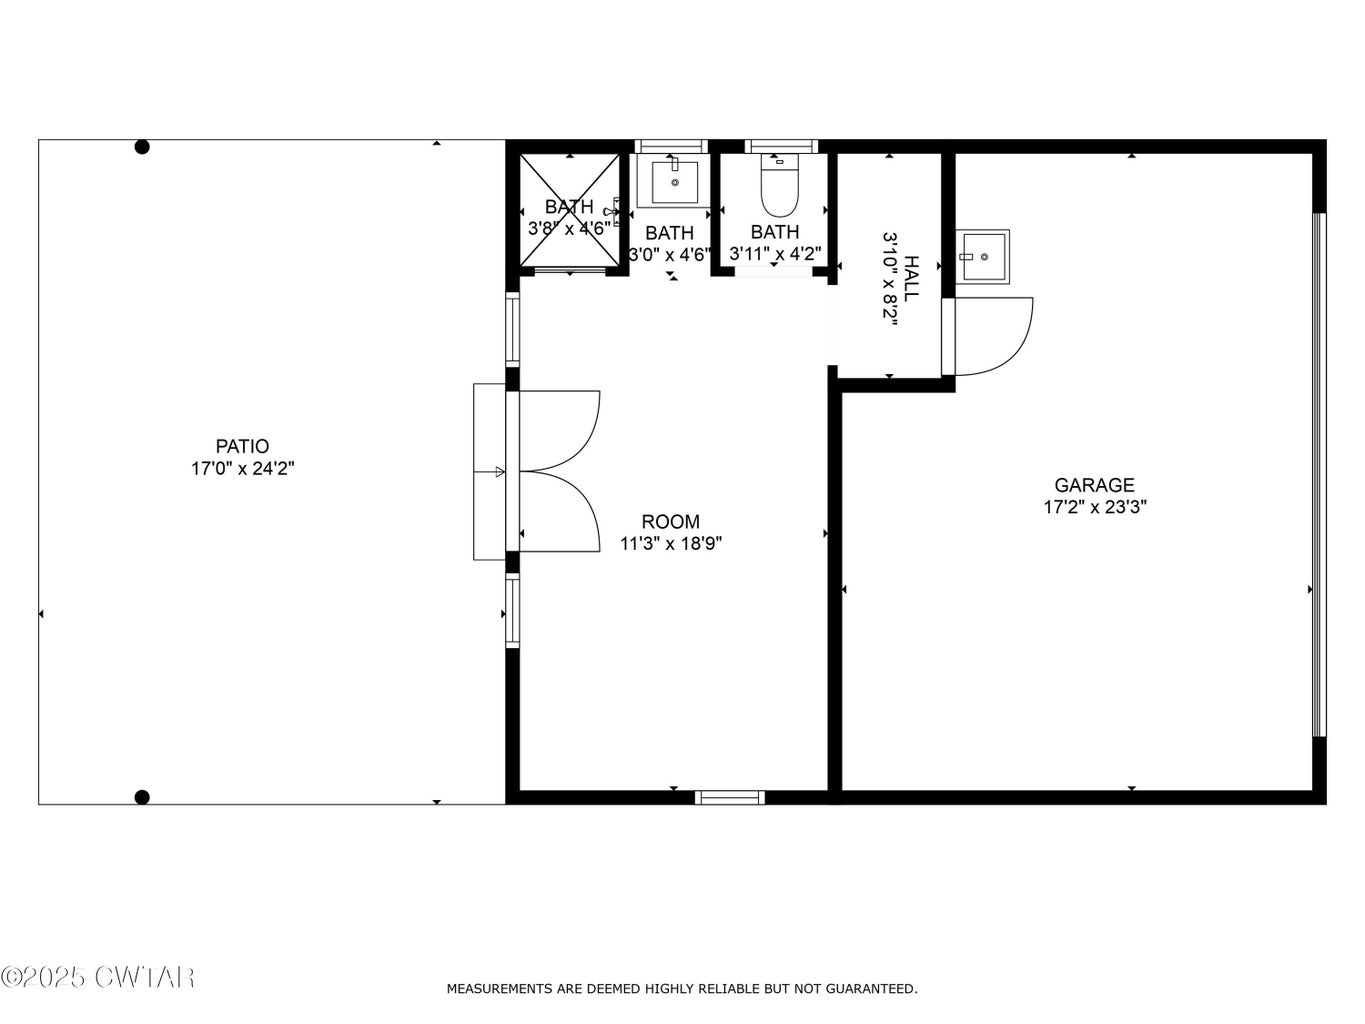 BATH
3'8" x 4'6"
BATH
3'0" x 4'6"
BATH
3'11" x 4'2"
HALL
3'10" x 8'2"
PATIO
17'0" x 24'2"
ROOM
11'3" x 18'9"
GARAGE
17'2" x 23'3"
©2025 CWTAR
MEASUREMENTS ARE DEEMED HIGHLY RELIABLE BUT NOT GUARANTEED.